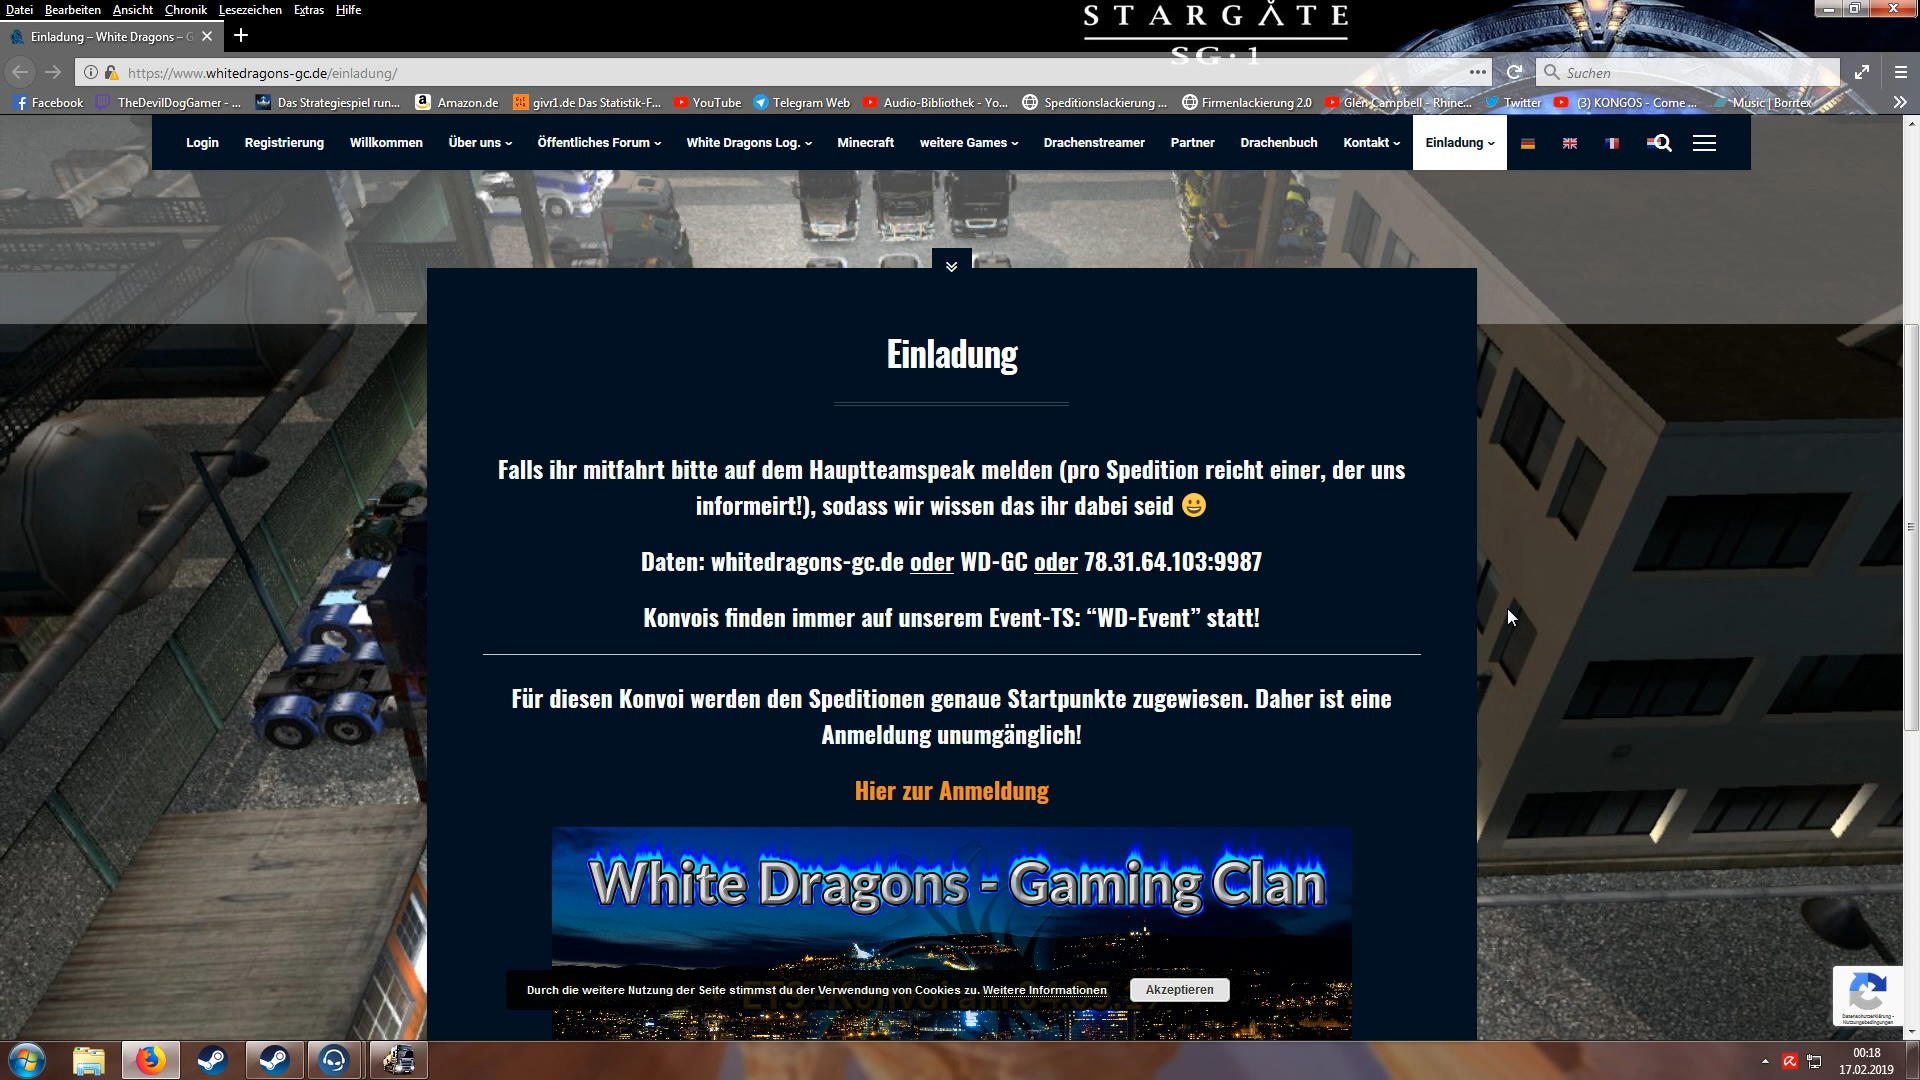 Datei Bearbeiten Ansicht Chronik Lesezeichen Extras Hilfe
STARGATE
SG·1
Einladung – White Dragons – G
https://www.whitedragons-gc.de/einladung/
Suchen
Facebook TheDevilDogGamer - ... Das Strategiespiel run... Amazon.de givr1.de Das Statistik-F... YouTube Telegram Web Audio-Bibliothek - Yo... Speditionslackierung ... Firmenlackierung 2.0 Glen Campbell - Rhine... Twitter (3) KONGOS - Come ... Music | Borrtex
Login Registrierung Willkommen Über uns Öffentliches Forum White Dragons Log. Minecraft weitere Games Drachenstreamer Partner Drachenbuch Kontakt Einladung
Einladung
Falls ihr mitfahrt bitte auf dem Hauptteamspeak melden (pro Spedition reicht einer, der uns
informeirt!), sodass wir wissen das ihr dabei seid 😀
Daten: whitedragons-gc.de oder WD-GC oder 78.31.64.103:9987
Konvois finden immer auf unserem Event-TS: “WD-Event” statt!
Für diesen Konvoi werden den Speditionen genaue Startpunkte zugewiesen. Daher ist eine
Anmeldung unumgänglich!
Hier zur Anmeldung
White Dragons - Gaming Clan
Durch die weitere Nutzung der Seite stimmst du der Verwendung von Cookies zu. Weitere Informationen
Akzeptieren
Datenschutzerklärung -
Nutzungsbedingungen
00:18
17.02.2019